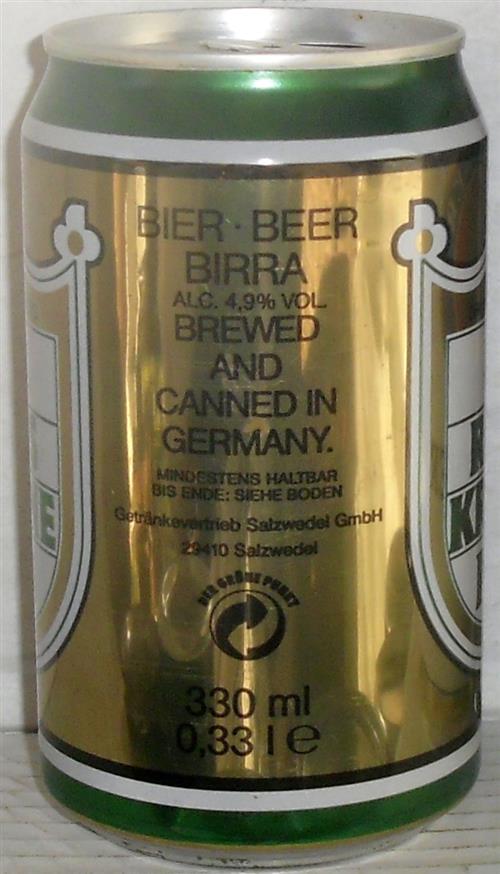 BIER · BEER
BIRRA
ALC. 4,9% VOL.
BREWED
AND
CANNED IN
GERMANY.
MINDESTENS HALTBAR
BIS ENDE: SIEHE BODEN
Getränkevertrieb Salzwedel GmbH
29410 Salzwedel
DER GRÜNE PUNKT
330 ml
0,33 l e